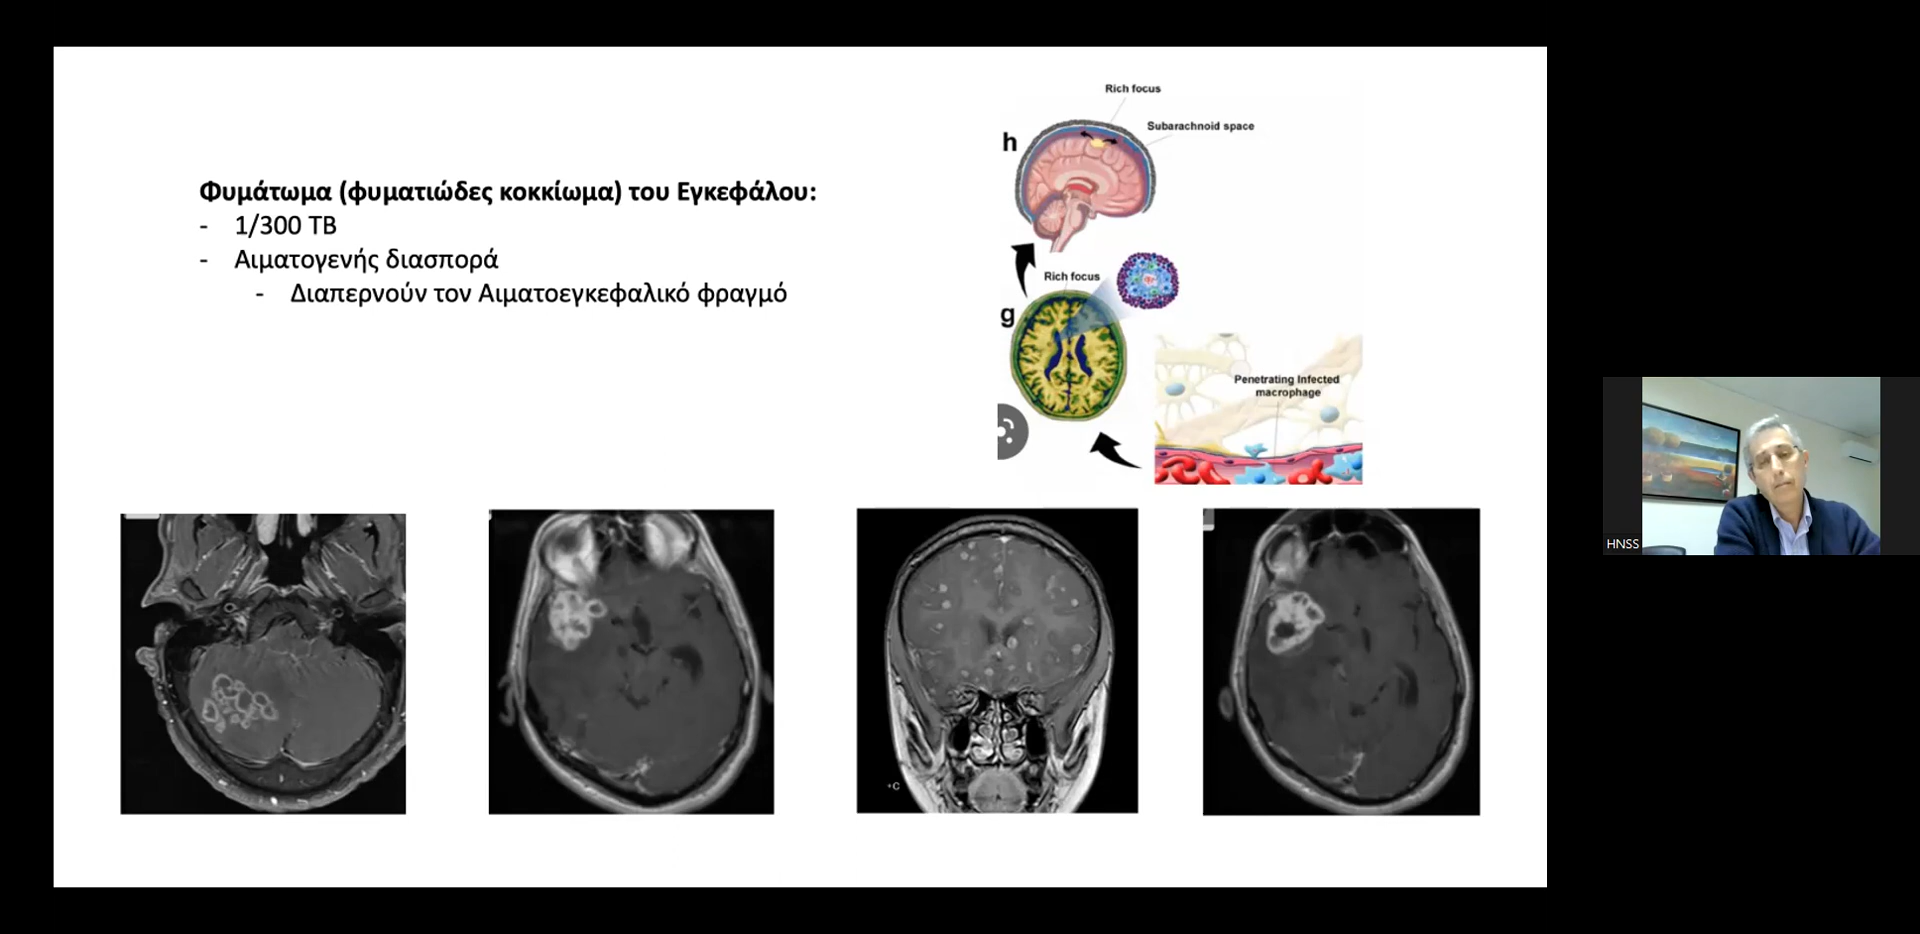 Φυμάτωμα (φυματιώδες κοκκίωμα) του Εγκεφάλου:
- 1/300 TB
- Αιματογενής διασπορά
- Διαπερνούν τον Αιματοεγκεφαλικό φραγμό
Rich focus
Subarachnoid space
h
Rich focus
g
Penetrating Infected
macrophage
+C
HNSS